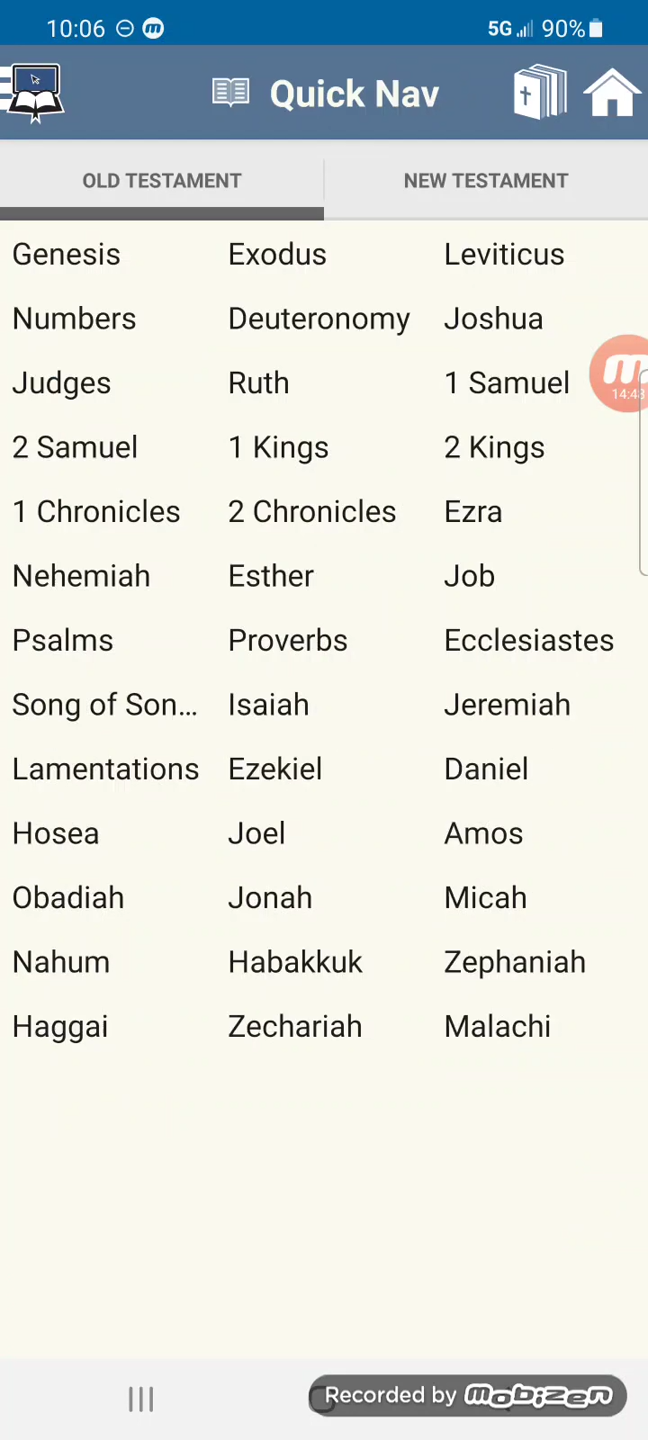 10:06
5G 90%
Quick Nav
OLD TESTAMENT NEW TESTAMENT
Genesis Exodus Leviticus
Numbers Deuteronomy Joshua
Judges Ruth 1 Samuel
14:43
2 Samuel 1 Kings 2 Kings
1 Chronicles 2 Chronicles Ezra
Nehemiah Esther Job
Psalms Proverbs Ecclesiastes
Song of Son... Isaiah Jeremiah
Lamentations Ezekiel Daniel
Hosea Joel Amos
Obadiah Jonah Micah
Nahum Habakkuk Zephaniah
Haggai Zechariah Malachi
Recorded by mobizen